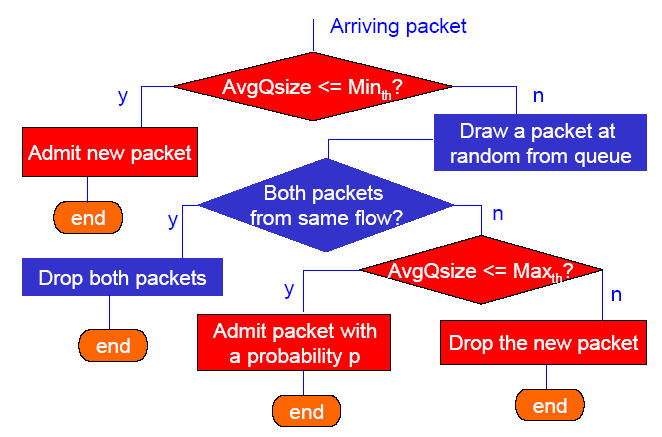 Arriving packet
AvgQsize <= Minth?
y
n
Admit new packet
Draw a packet at
random from queue
end
Both packets
from same flow?
y
n
Drop both packets
AvgQsize <= Maxth?
y
n
end
Admit packet with
a probability p
Drop the new packet
end
end